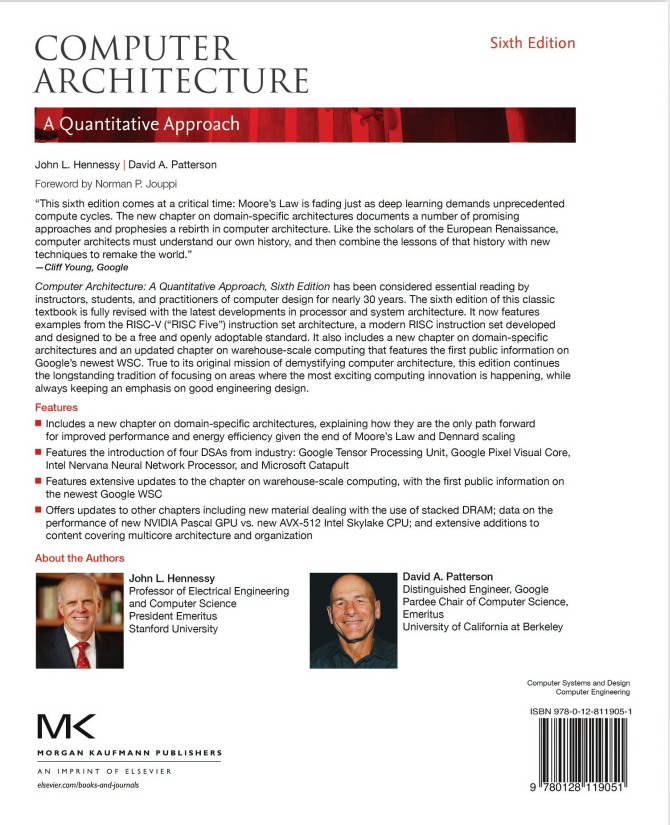 COMPUTER
ARCHITECTURE
Sixth Edition
A Quantitative Approach
John L. Hennessy | David A. Patterson
Foreword by Norman P. Jouppi
“This sixth edition comes at a critical time: Moore’s Law is fading just as deep learning demands unprecedented
compute cycles. The new chapter on domain-specific architectures documents a number of promising
approaches and prophesies a rebirth in computer architecture. Like the scholars of the European Renaissance,
computer architects must understand our own history, and then combine the lessons of that history with new
techniques to remake the world.”
—Cliff Young, Google
Computer Architecture: A Quantitative Approach, Sixth Edition has been considered essential reading by
instructors, students, and practitioners of computer design for nearly 30 years. The sixth edition of this classic
textbook is fully revised with the latest developments in processor and system architecture. It now features
examples from the RISC-V (“RISC Five”) instruction set architecture, a modern RISC instruction set developed
and designed to be a free and openly adoptable standard. It also includes a new chapter on domain-specific
architectures and an updated chapter on warehouse-scale computing that features the first public information on
Google’s newest WSC. True to its original mission of demystifying computer architecture, this edition continues
the longstanding tradition of focusing on areas where the most exciting computing innovation is happening, while
always keeping an emphasis on good engineering design.
Features
■ Includes a new chapter on domain-specific architectures, explaining how they are the only path forward
for improved performance and energy efficiency given the end of Moore’s Law and Dennard scaling
■ Features the introduction of four DSAs from industry: Google Tensor Processing Unit, Google Pixel Visual Core,
Intel Nervana Neural Network Processor, and Microsoft Catapult
■ Features extensive updates to the chapter on warehouse-scale computing, with the first public information on
the newest Google WSC
■ Offers updates to other chapters including new material dealing with the use of stacked DRAM; data on the
performance of new NVIDIA Pascal GPU vs. new AVX-512 Intel Skylake CPU; and extensive additions to
content covering multicore architecture and organization
About the Authors
John L. Hennessy
Professor of Electrical Engineering
and Computer Science
President Emeritus
Stanford University
David A. Patterson
Distinguished Engineer, Google
Pardee Chair of Computer Science,
Emeritus
University of California at Berkeley
Computer Systems and Design
Computer Engineering
ISBN 978-0-12-811905-1
9 780128 119051
MK
MORGAN KAUFMANN PUBLISHERS
AN IMPRINT OF ELSEVIER
elsevier.com/books-and-journals